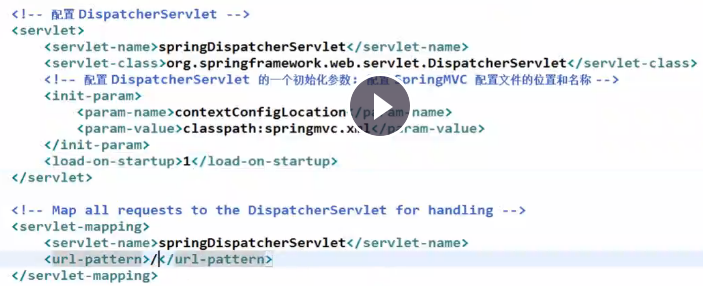 <!-- 配置 DispatcherServlet -->
<servlet>
<servlet-name>springDispatcherServlet</servlet-name>
<servlet-class>org.springframework.web.servlet.DispatcherServlet</servlet-class>
<!-- 配置 DispatcherServlet 的一个初始化参数: 配置 SpringMVC 配置文件的位置和名称 -->
<init-param>
<param-name>contextConfigLocation</param-name>
<param-value>classpath:springmvc.xml</param-value>
</init-param>
<load-on-startup>1</load-on-startup>
</servlet>
<!-- Map all requests to the DispatcherServlet for handling -->
<servlet-mapping>
<servlet-name>springDispatcherServlet</servlet-name>
<url-pattern>/</url-pattern>
</servlet-mapping>